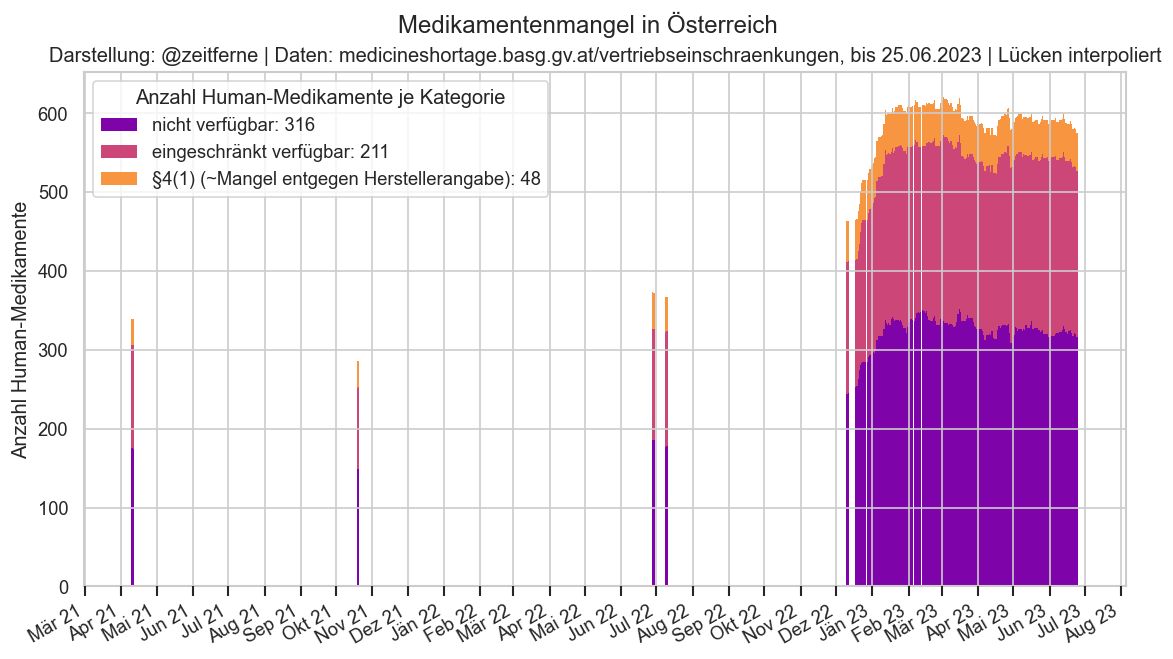 Medikamentenmangel in Österreich
Darstellung: @zeitferne | Daten: medicineshortage.basg.gv.at/vertriebseinschraenkungen, bis 25.06.2023 | Lücken interpoliert
Anzahl Human-Medikamente je Kategorie
nicht verfügbar: 316
eingeschränkt verfügbar: 211
§4(1) (~Mangel entgegen Herstellerangabe): 48
Anzahl Human-Medikamente
600
500
400
300
200
100
0
Mär 21
Apr 21
Mai 21
Jun 21
Jul 21
Aug 21
Sep 21
Okt 21
Nov 21
Dez 21
Jän 22
Feb 22
Mär 22
Apr 22
Mai 22
Jun 22
Jul 22
Aug 22
Sep 22
Okt 22
Nov 22
Dez 22
Jän 23
Feb 23
Mär 23
Apr 23
Mai 23
Jun 23
Jul 23
Aug 23